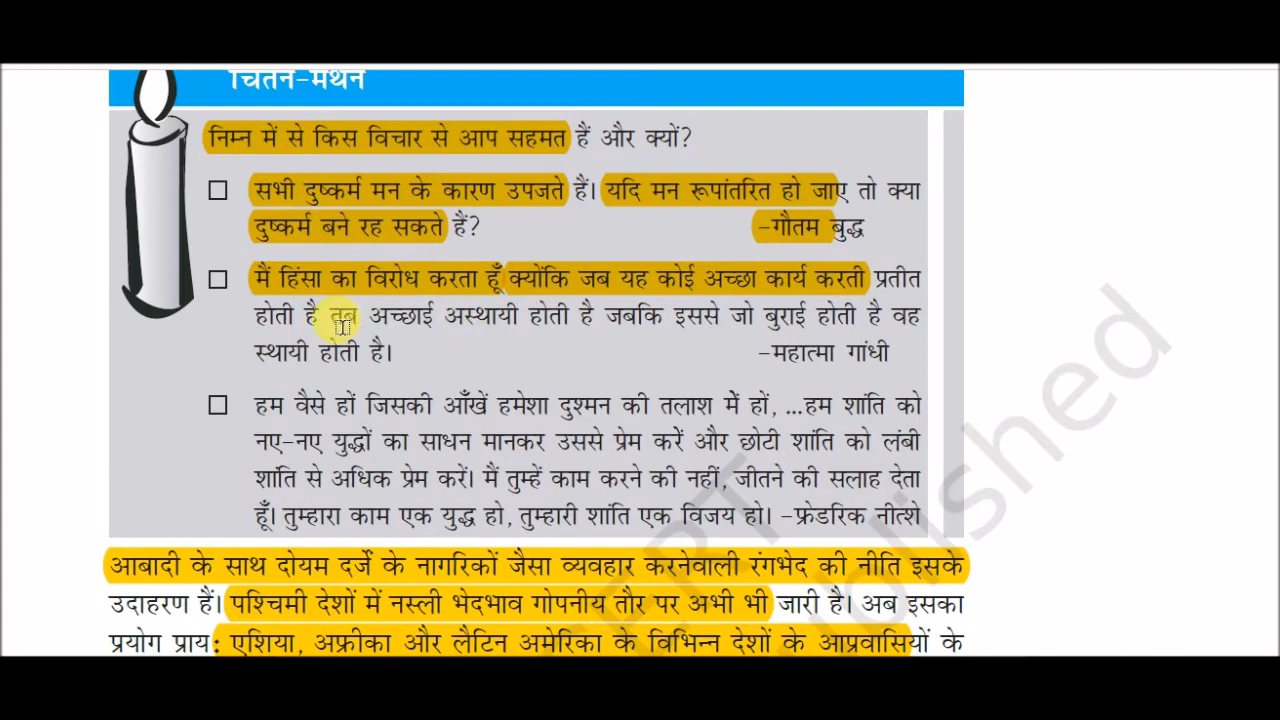 चिंतन-मंथन
निम्न में से किस विचार से आप सहमत हैं और क्यों?
सभी दुष्कर्म मन के कारण उपजते हैं। यदि मन रूपांतरित हो जाए तो क्या
दुष्कर्म बने रह सकते हैं? -गौतम बुद्ध
मैं हिंसा का विरोध करता हूँ क्योंकि जब यह कोई अच्छा कार्य करती प्रतीत
होती है तब अच्छाई अस्थायी होती है जबकि इससे जो बुराई होती है वह
स्थायी होती है। -महात्मा गांधी
हम वैसे हों जिसकी आँखें हमेशा दुश्मन की तलाश में हों, ...हम शांति को
नए-नए युद्धों का साधन मानकर उससे प्रेम करें और छोटी शांति को लंबी
शांति से अधिक प्रेम करें। मैं तुम्हें काम करने की नहीं, जीतने की सलाह देता
हूँ। तुम्हारा काम एक युद्ध हो, तुम्हारी शांति एक विजय हो। -फ्रेडरिक नीत्शे
आबादी के साथ दोयम दर्जे के नागरिकों जैसा व्यवहार करनेवाली रंगभेद की नीति इसके
उदाहरण हैं। पश्चिमी देशों में नस्ली भेदभाव गोपनीय तौर पर अभी भी जारी है। अब इसका
प्रयोग प्राय: एशिया, अफ्रीका और लैटिन अमेरिका के विभिन्न देशों के आप्रवासियों के